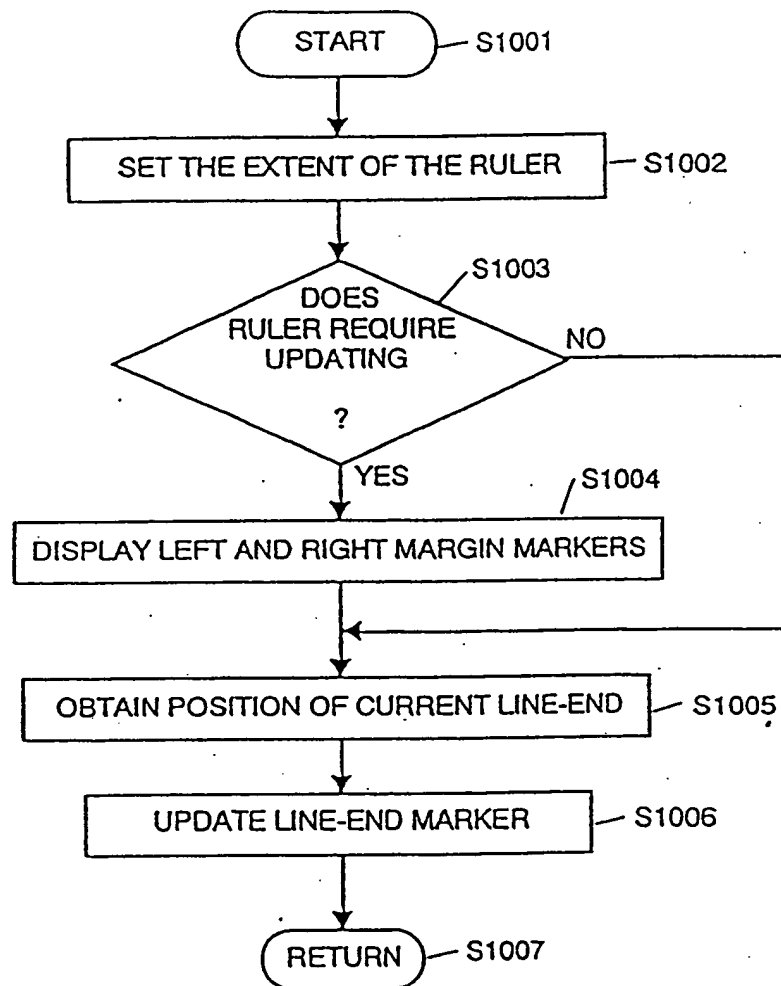 START
S1001
SET THE EXTENT OF THE RULER
S1002
S1003
DOES
RULER REQUIRE
UPDATING
?
NO
YES
S1004
DISPLAY LEFT AND RIGHT MARGIN MARKERS
OBTAIN POSITION OF CURRENT LINE-END
S1005
UPDATE LINE-END MARKER
S1006
RETURN
S1007